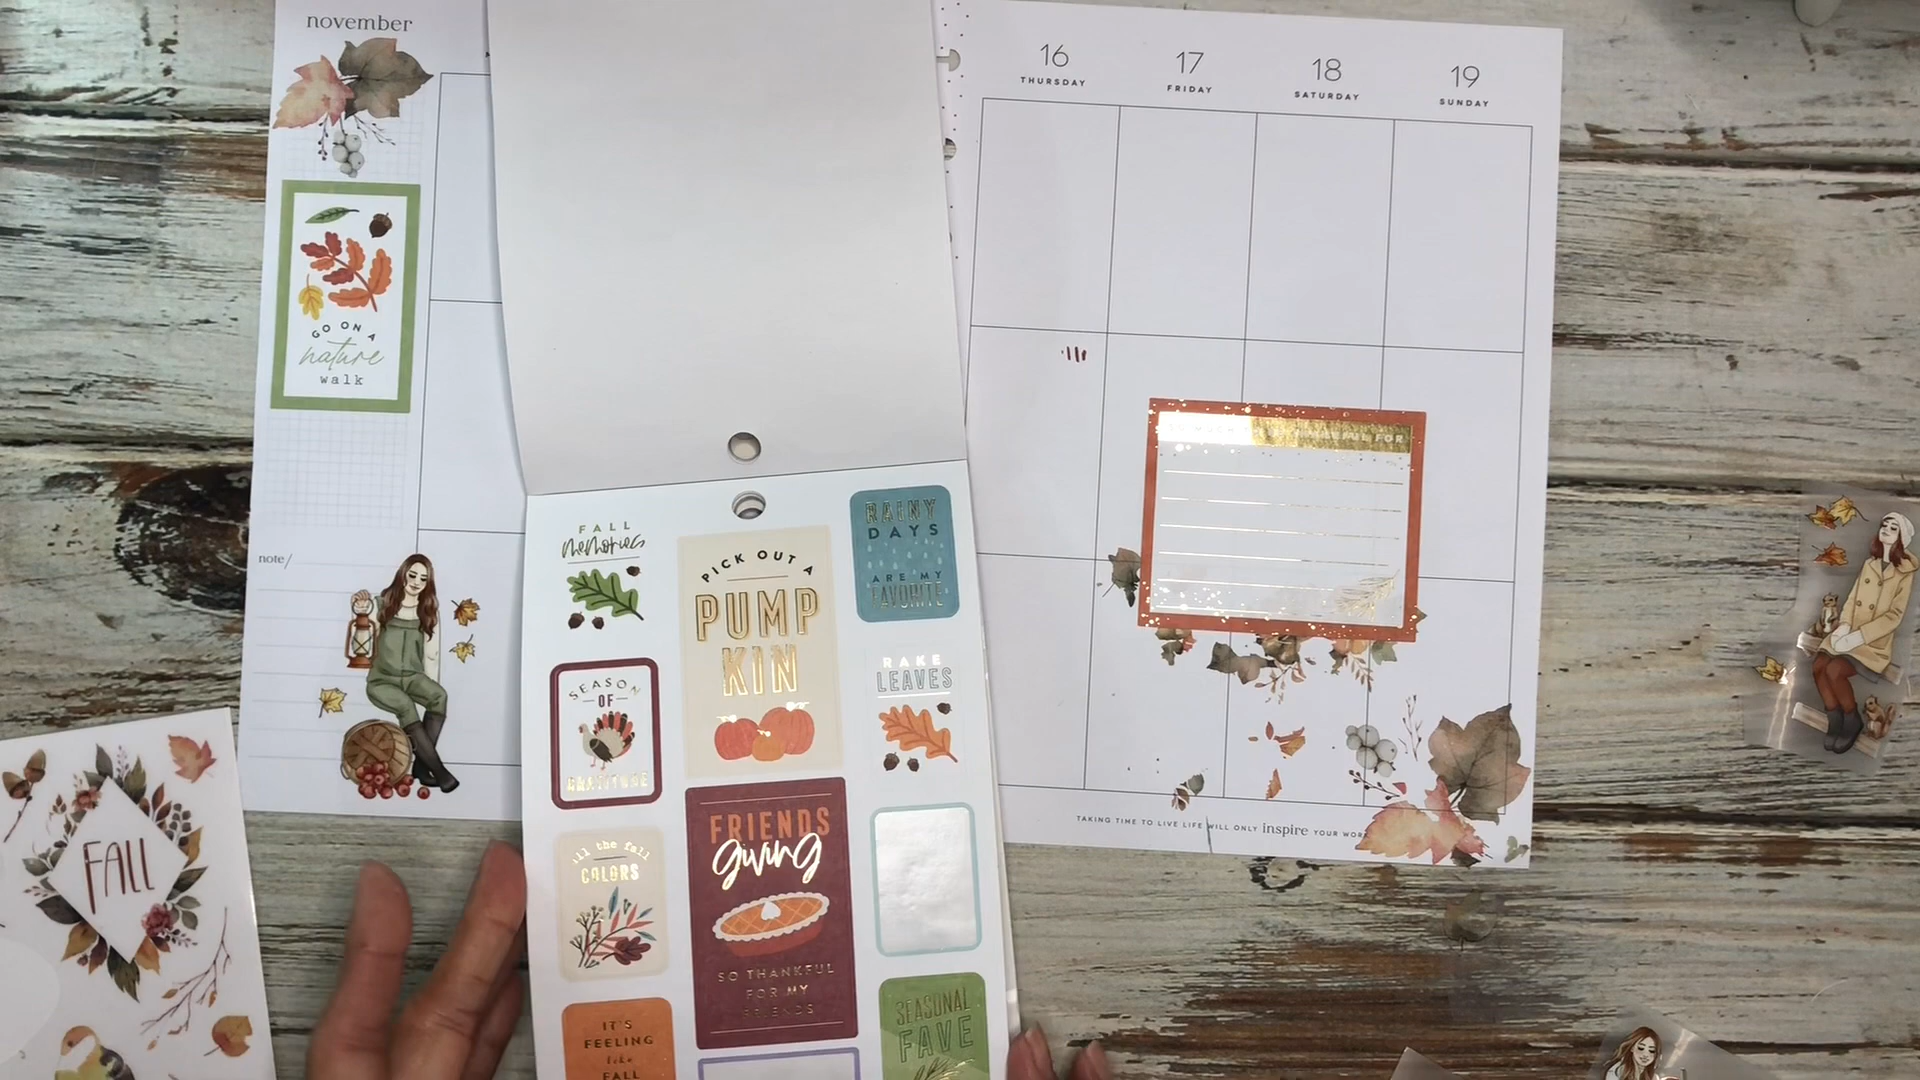 november
GO ON A
nature
walk
note/
FALL
FALL
memories
SEASON
OF
GRATITUDE
all the fall
COLORS
IT'S
FEELING
like
FALL
PICK OUT A
PUMP
KIN
FRIENDS
giving
SO THANKFUL
FOR MY
FRIENDS
RAINY
DAYS
ARE MY
FAVORITE
RAKE
LEAVES
SEASONAL
FAVE
16
THURSDAY
17
FRIDAY
18
SATURDAY
19
SUNDAY
FOR
TAKING TIME TO LIVE LIFE WILL ONLY inspire YOUR